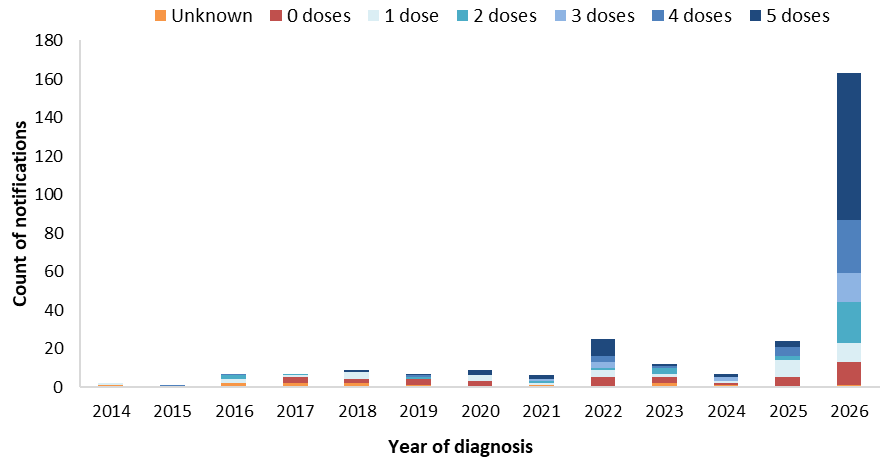 Unknown 0 doses 1 dose 2 doses 3 doses 4 doses 5 doses
180
160
140
120
100
80
60
40
20
0
Count of notifications
2014 2015 2016 2017 2018 2019 2020 2021 2022 2023 2024 2025 2026
Year of diagnosis